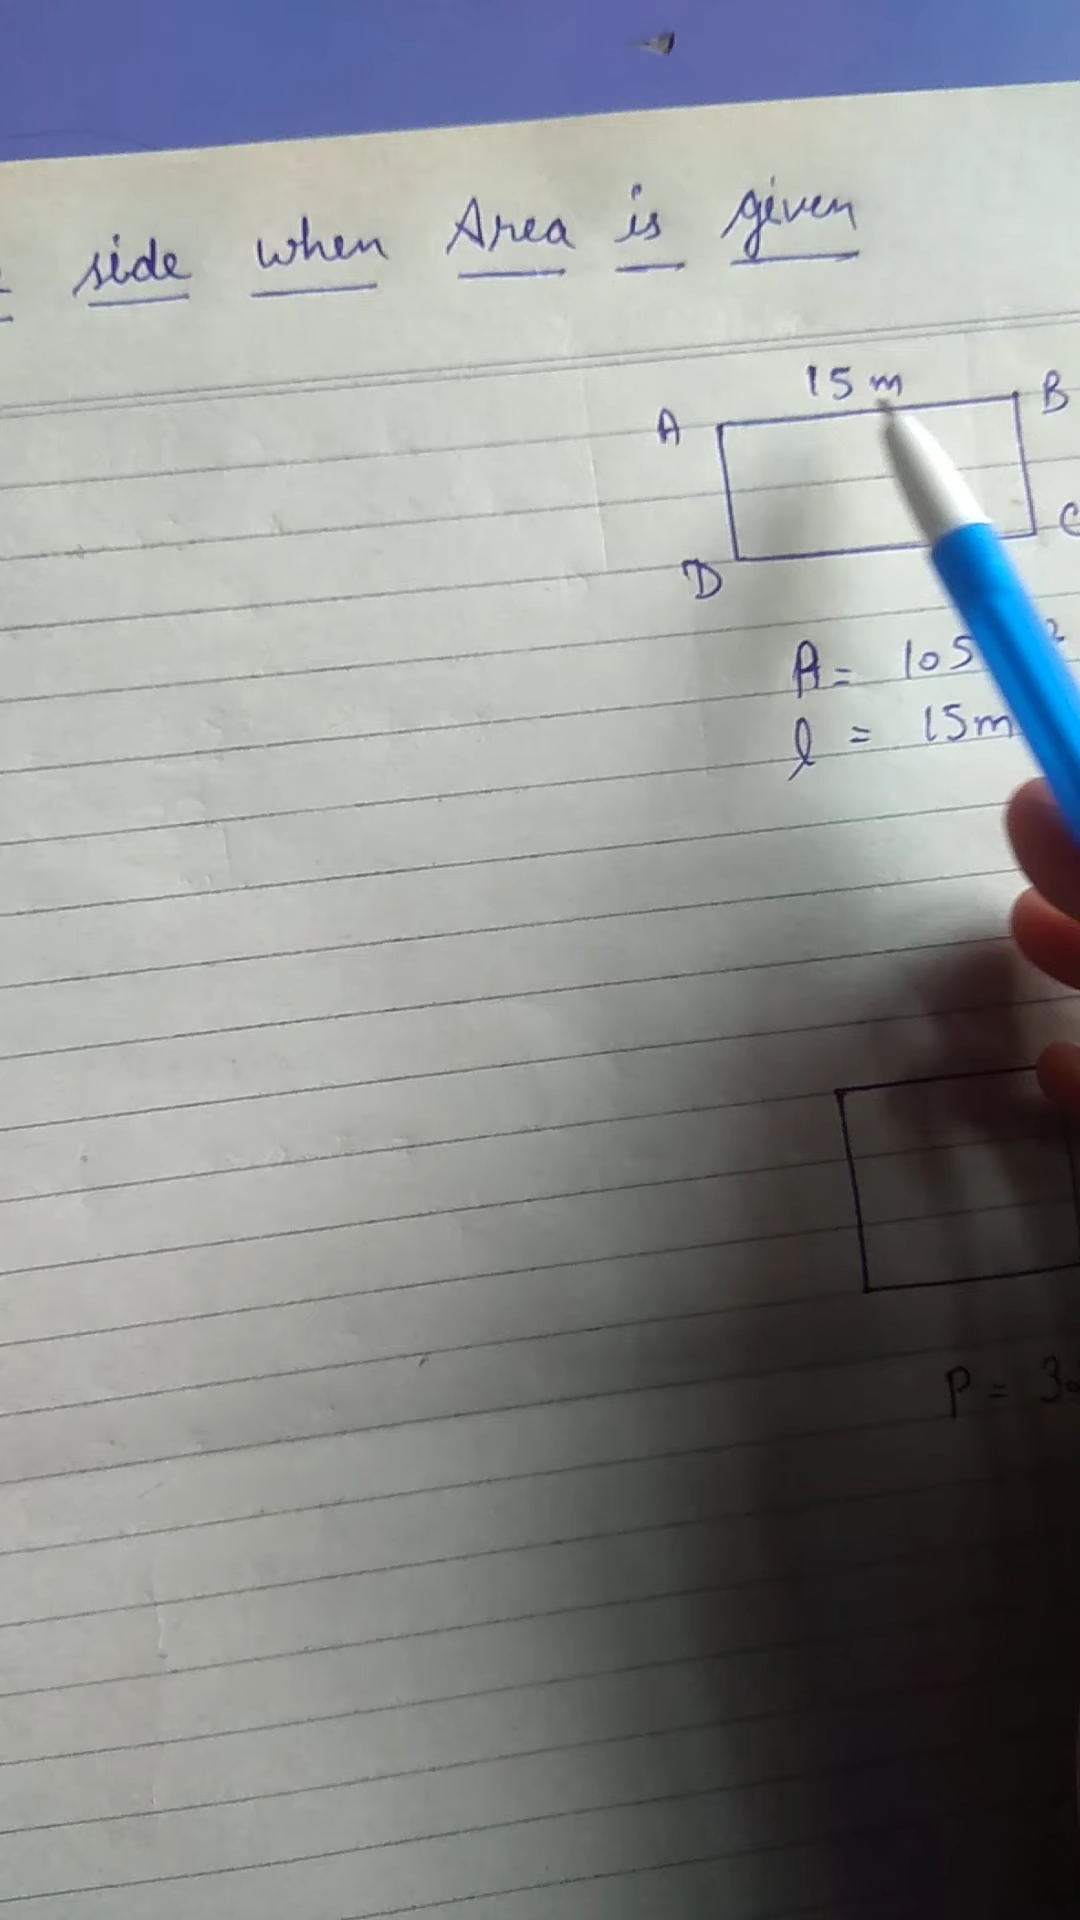 side when Area is given
15 m
A
B
C
D
A = 105
l = 15m
P =